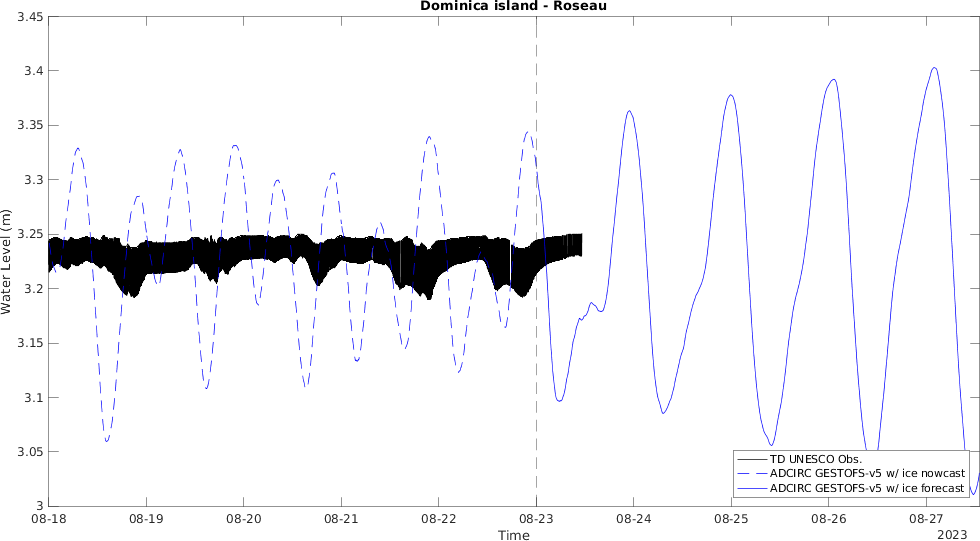 Dominica island - Roseau
3.45
3.4
3.35
3.3
3.25
3.2
3.15
3.1
3.05
3
Water Level (m)
TD UNESCO Obs.
ADCIRC GESTOFS-v5 w/ ice nowcast
ADCIRC GESTOFS-v5 w/ ice forecast
08-18 08-19 08-20 08-21 08-22 08-23 08-24 08-25 08-26 08-27
Time
2023